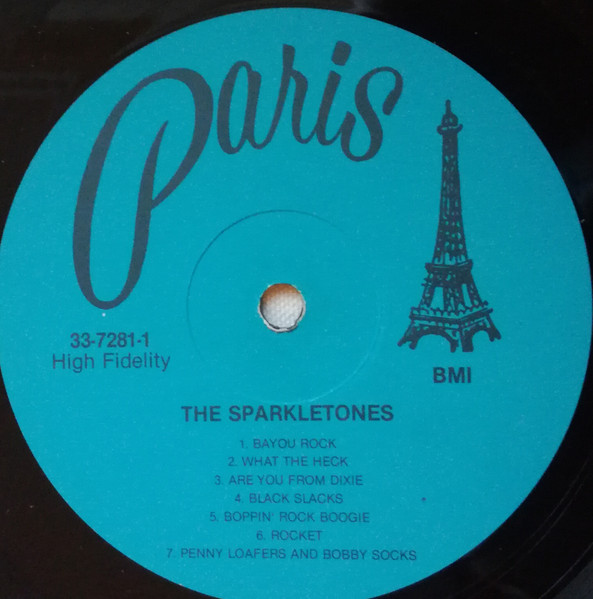 Paris
33-7281-1
High Fidelity
BMI
THE SPARKLETONES
1. BAYOU ROCK
2. WHAT THE HECK
3. ARE YOU FROM DIXIE
4. BLACK SLACKS
5. BOPPIN' ROCK BOOGIE
6. ROCKET
7. PENNY LOAFERS AND BOBBY SOCKS